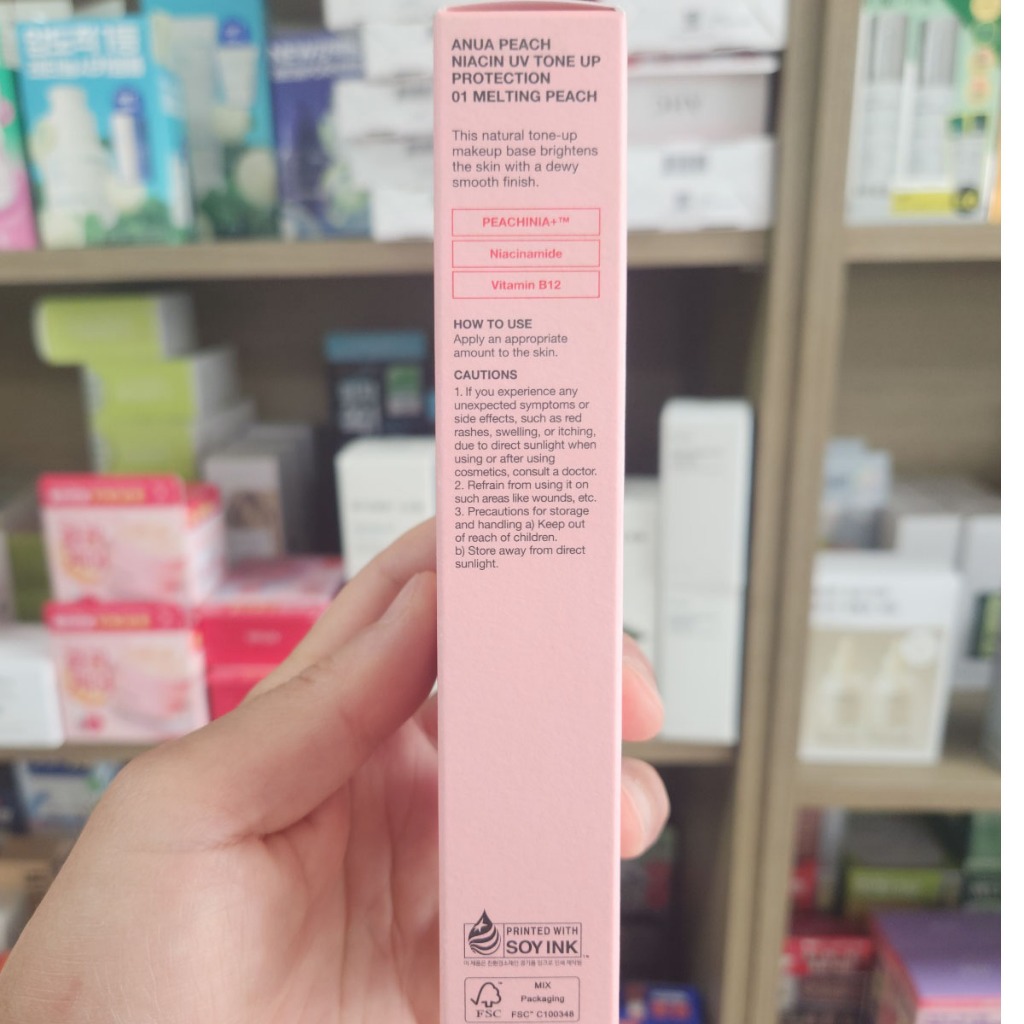 ANUA PEACH
NIACIN UV TONE UP
PROTECTION
01 MELTING PEACH
This natural tone-up
makeup base brightens
the skin with a dewy
smooth finish.
PEACHINIA+™
Niacinamide
Vitamin B12
HOW TO USE
Apply an appropriate
amount to the skin.
CAUTIONS
1. If you experience any
unexpected symptoms or
side effects, such as red
rashes, swelling, or itching,
due to direct sunlight when
using or after using
cosmetics, consult a doctor.
2. Refrain from using it on
such areas like wounds, etc.
3. Precautions for storage
and handling a) Keep out
of reach of children.
b) Store away from direct
sunlight.
PRINTED WITH
SOY INK™
FSC™
MIX
Packaging
FSC® C100348